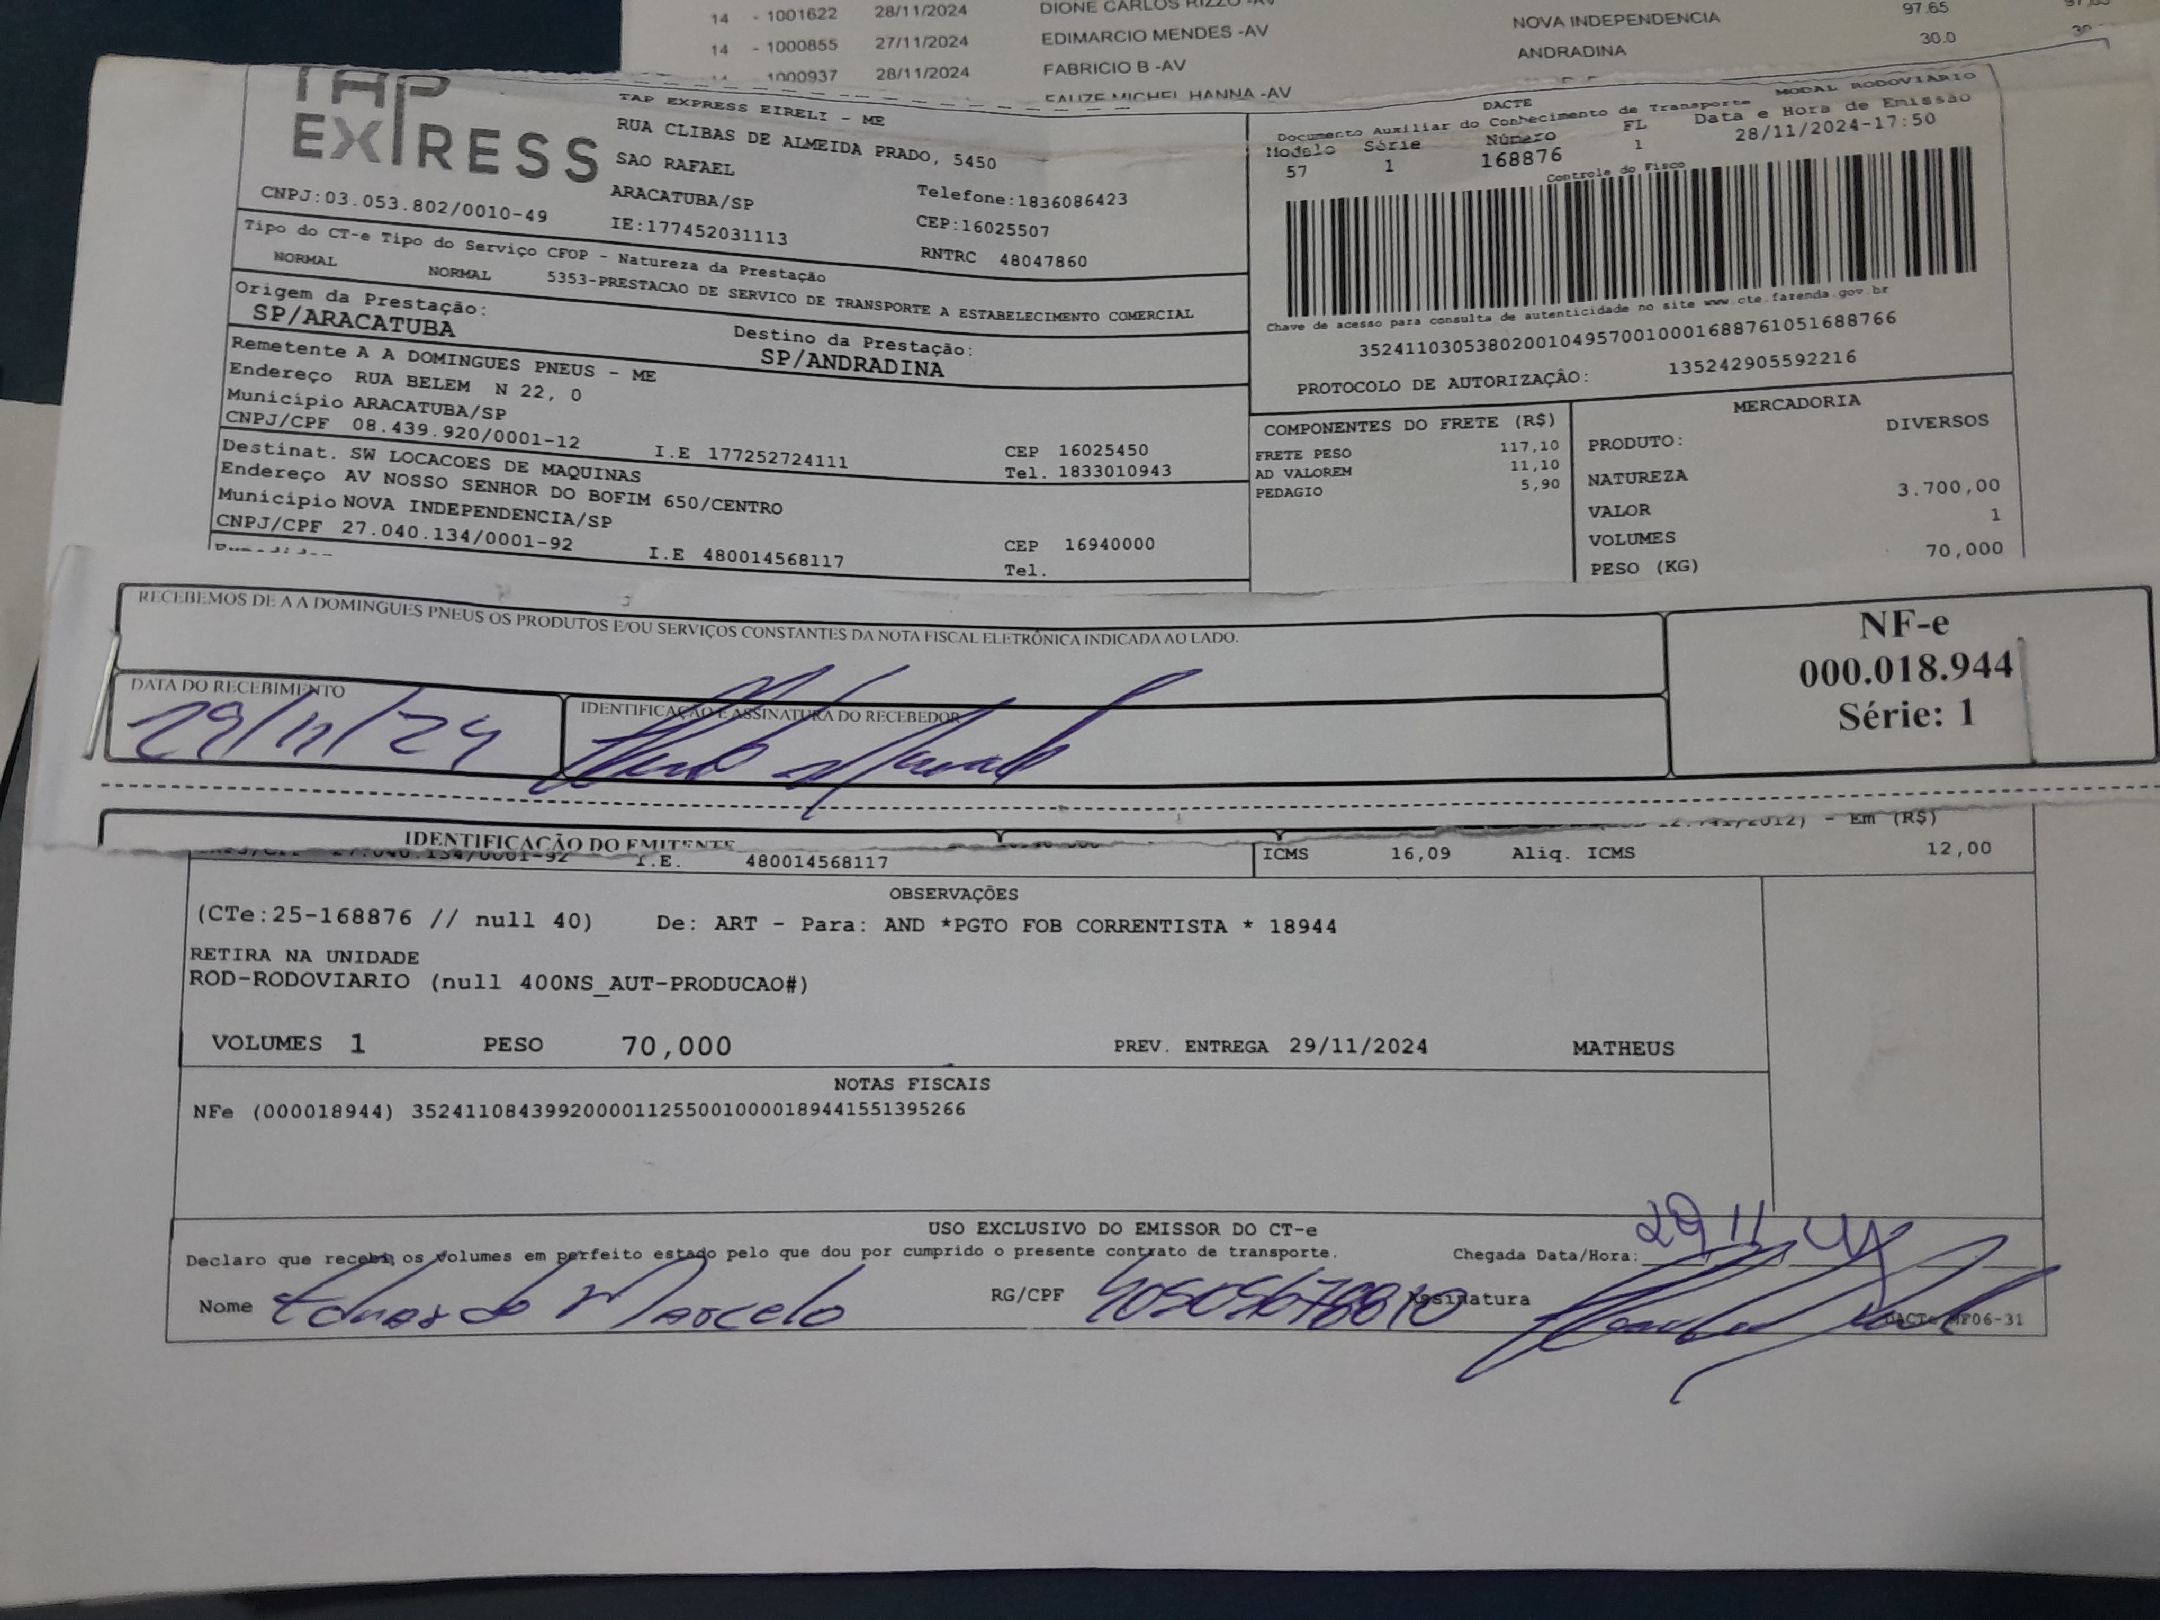 14 - 1001622 28/11/2024 DIONE CARLOS RIZZO -AV NOVA INDEPENDENCIA 97.65
14 - 1000855 27/11/2024 EDIMARCIO MENDES -AV ANDRADINA 30.0
1000937 28/11/2024 FABRICIO B -AV
FAUZE MICHEL HANNA -AV
TAP EXPRESS
TAP EXPRESS EIRELI - ME
RUA CLIBAS DE ALMEIDA PRADO, 5450
SAO RAFAEL
ARACATUBA/SP Telefone:1836086423
CNPJ:03.053.802/0010-49 IE:177452031113 CEP:16025507
RNTRC 48047860
DACTE MODAL RODOVIARIO
Documento Auxiliar do Conhecimento de Transporte
Modelo Série Número FL Data e Hora de Emissão
57 1 168876 1 28/11/2024-17:50
Controle do Fisco
Chave de acesso para consulta de autenticidade no site www.cte.fazenda.gov.br
35241103053802001049570010001688761051688766
PROTOCOLO DE AUTORIZAÇÃO: 135242905592216
Tipo do CT-e Tipo do Serviço CFOP - Natureza da Prestação
NORMAL NORMAL 5353-PRESTACAO DE SERVICO DE TRANSPORTE A ESTABELECIMENTO COMERCIAL
Origem da Prestação: Destino da Prestação:
SP/ARACATUBA SP/ANDRADINA
Remetente A A DOMINGUES PNEUS - ME
Endereço RUA BELEM N 22, 0
Município ARACATUBA/SP CEP 16025450
CNPJ/CPF 08.439.920/0001-12 I.E 177252724111 Tel. 1833010943
Destinat. SW LOCACOES DE MAQUINAS
Endereço AV NOSSO SENHOR DO BOFIM 650/CENTRO
Município NOVA INDEPENDENCIA/SP CEP 16940000
CNPJ/CPF 27.040.134/0001-92 I.E 480014568117 Tel.
COMPONENTES DO FRETE (R$)
FRETE PESO 117,10
AD VALOREM 11,10
PEDAGIO 5,90
MERCADORIA
PRODUTO: DIVERSOS
NATUREZA
VALOR 3.700,00
VOLUMES 1
PESO (KG) 70,000
RECEBEMOS DE A A DOMINGUES PNEUS OS PRODUTOS E/OU SERVIÇOS CONSTANTES DA NOTA FISCAL ELETRÔNICA INDICADA AO LADO.
DATA DO RECEBIMENTO IDENTIFICAÇÃO E ASSINATURA DO RECEBEDOR
29/11/24
NF-e
000.018.944
Série: 1
IDENTIFICAÇÃO DO EMITENTE
12.741/2012) - Em (R$)
27.040.134/0001-92 I.E. 480014568117 ICMS 16,09 Aliq. ICMS 12,00
OBSERVAÇÕES
(CTe:25-168876 // null 40) De: ART - Para: AND *PGTO FOB CORRENTISTA * 18944
RETIRA NA UNIDADE
ROD-RODOVIARIO (null 400NS_AUT-PRODUCAO#)
VOLUMES 1 PESO 70,000 PREV. ENTREGA 29/11/2024 MATHEUS
NOTAS FISCAIS
NFe (000018944) 35241108439920000112550010000189441551395266
USO EXCLUSIVO DO EMISSOR DO CT-e
Declaro que recebi os volumes em perfeito estado pelo que dou por cumprido o presente contrato de transporte. Chegada Data/Hora: 29 11
Nome Eduardo Marcelo RG/CPF Assinatura